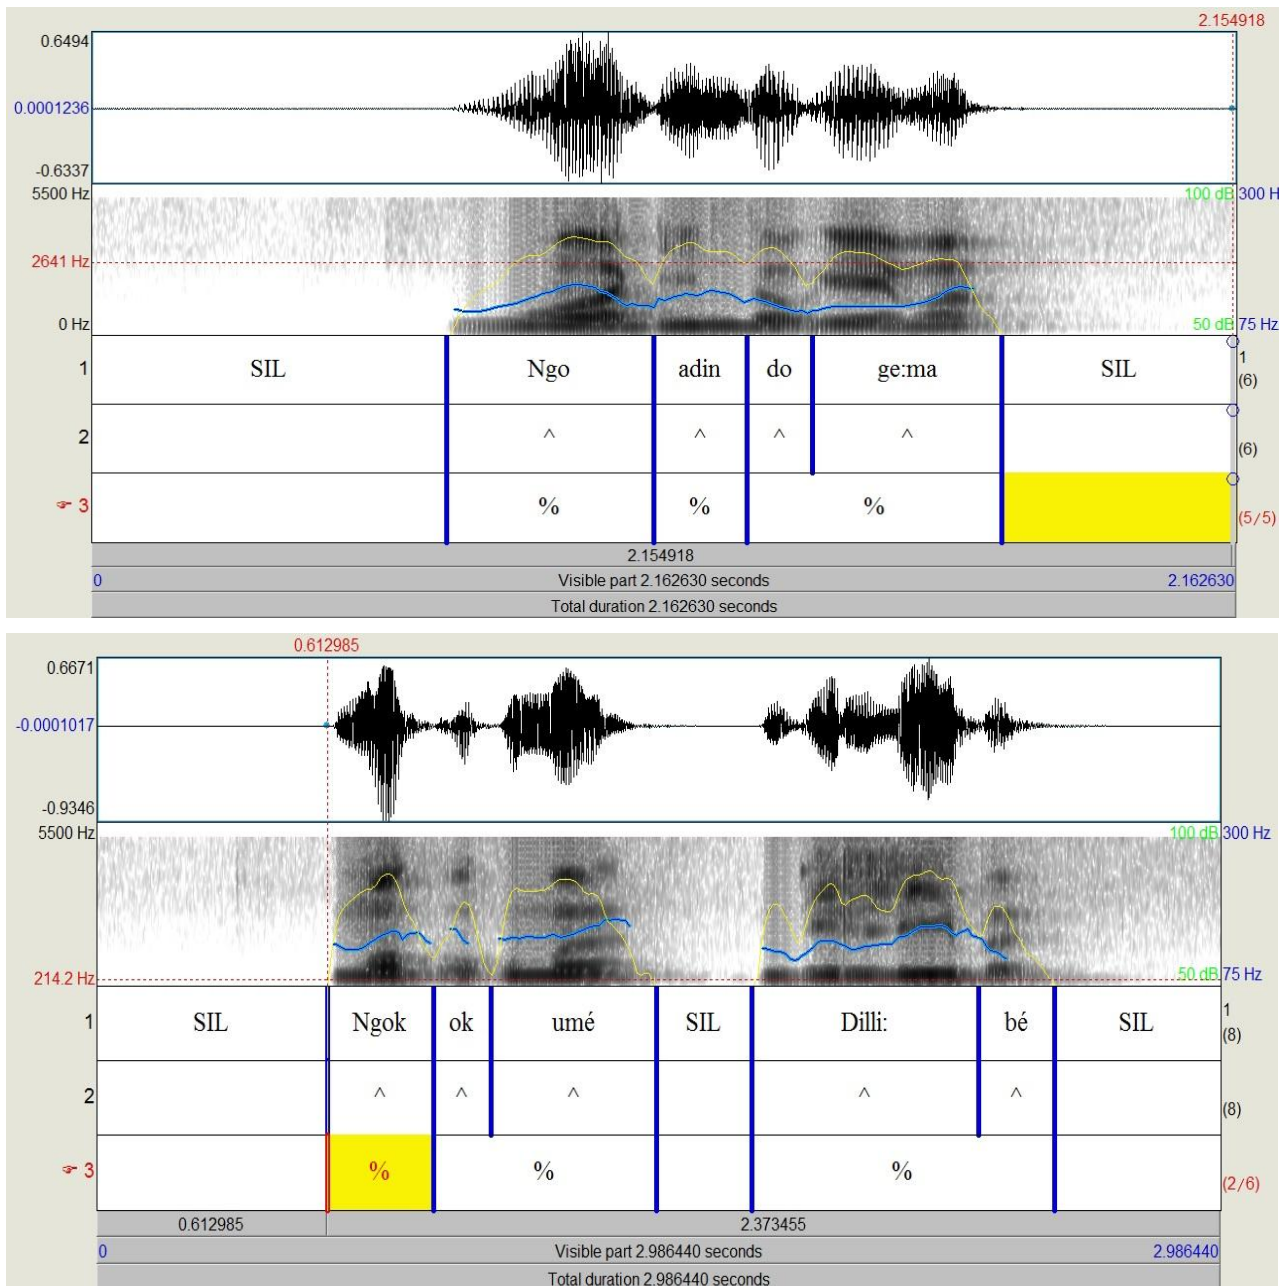 2.154918
0.6494
0.0001236
-0.6337
5500 Hz 100 dB 300 H
2641 Hz
0 Hz 50 dB 75 Hz
1 SIL Ngo adin do ge:ma SIL 1 (6)
2 ^ ^ ^ ^ (6)
3 % % % (5/5)
2.154918
0 Visible part 2.162630 seconds 2.162630
Total duration 2.162630 seconds
0.612985
0.6671
-0.0001017
-0.9346
5500 Hz 100 dB 300 Hz
214.2 Hz 50 dB 75 Hz
1 SIL Ngok ok umé SIL Dilli: bé SIL 1 (8)
2 ^ ^ ^ ^ ^ (8)
3 % % % (2/6)
0.612985 2.373455
0 Visible part 2.986440 seconds 2.986440
Total duration 2.986440 seconds